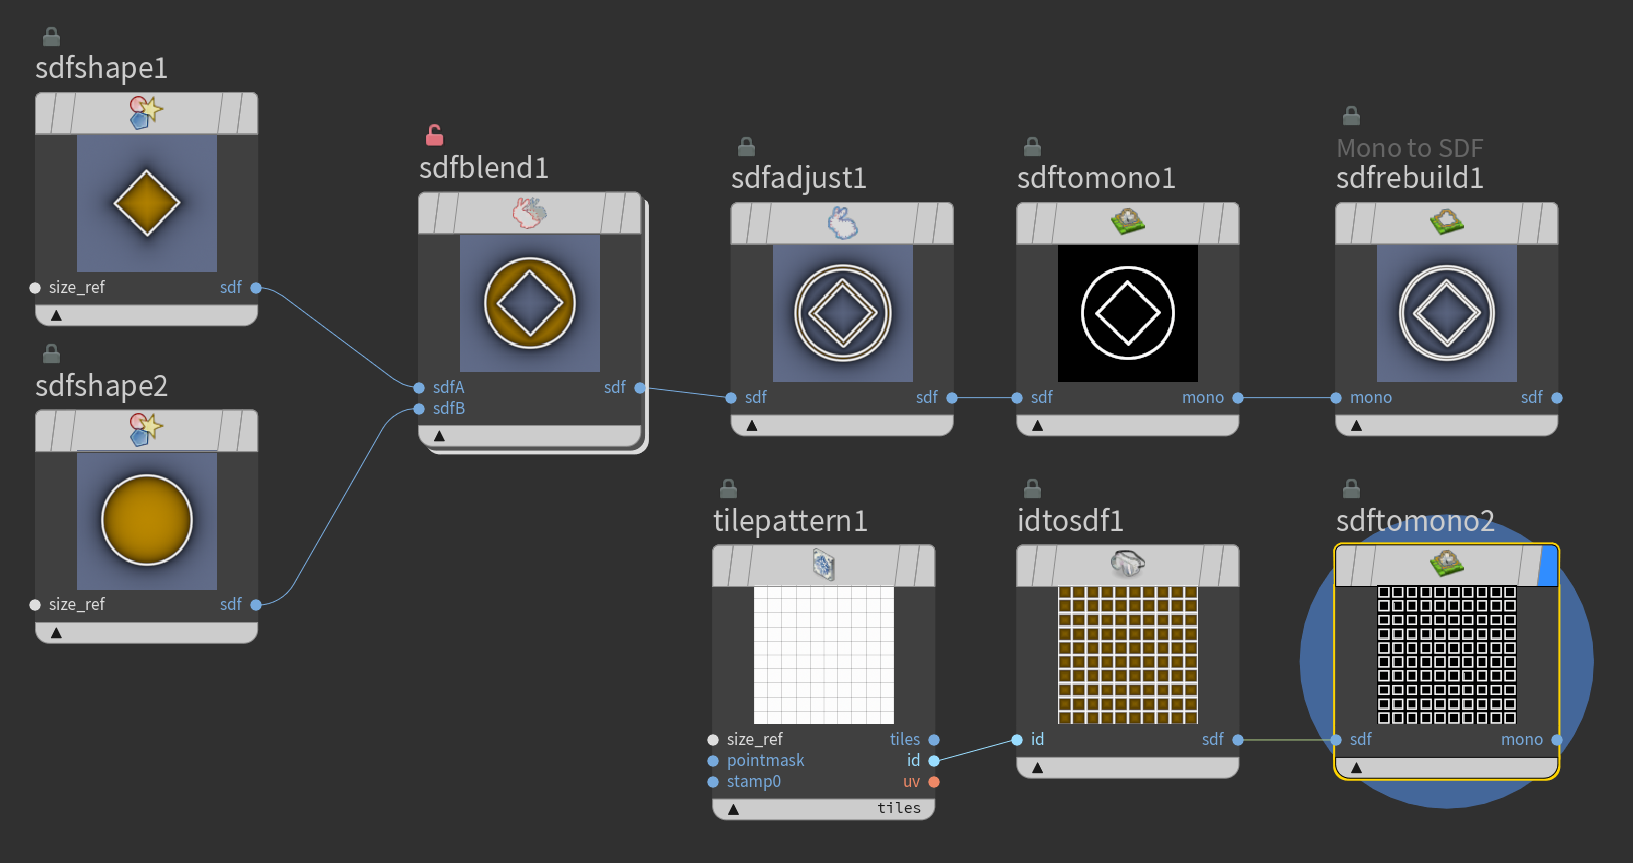 sdfshape1
size_ref sdf
sdfshape2
size_ref sdf
sdfblend1
sdfA sdf
sdfB
sdfadjust1
sdf sdf
sdftomono1
sdf mono
Mono to SDF
sdfrebuild1
mono sdf
tilepattern1
size_ref tiles
pointmask id
stamp0 uv
tiles
idtosdf1
id sdf
sdftomono2
sdf mono